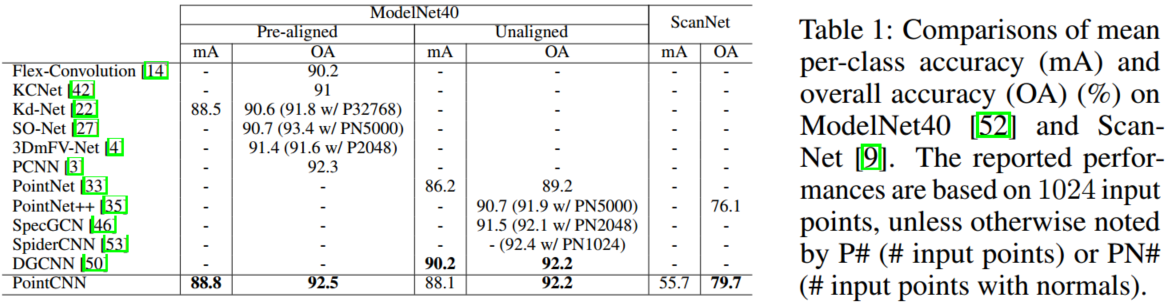 ModelNet40 ScanNet
Pre-aligned Unaligned
mA OA mA OA mA OA
Flex-Convolution [14] - 90.2 - - - -
KCNet [42] - 91 - - - -
Kd-Net [22] 88.5 90.6 (91.8 w/ P32768) - - - -
SO-Net [27] - 90.7 (93.4 w/ PN5000) - - - -
3DmFV-Net [4] - 91.4 (91.6 w/ P2048) - - - -
PCNN [3] - 92.3 - - - -
PointNet [33] - - 86.2 89.2 - -
PointNet++ [35] - - - 90.7 (91.9 w/ PN5000) - 76.1
SpecGCN [46] - - - 91.5 (92.1 w/ PN2048) - -
SpiderCNN [53] - - - - (92.4 w/ PN1024) - -
DGCNN [50] - - 90.2 92.2 - -
PointCNN 88.8 92.5 88.1 92.2 55.7 79.7
Table 1: Comparisons of mean
per-class accuracy (mA) and
overall accuracy (OA) (%) on
ModelNet40 [52] and Scan-
Net [9]. The reported perfor-
mances are based on 1024 input
points, unless otherwise noted
by P# (# input points) or PN#
(# input points with normals).